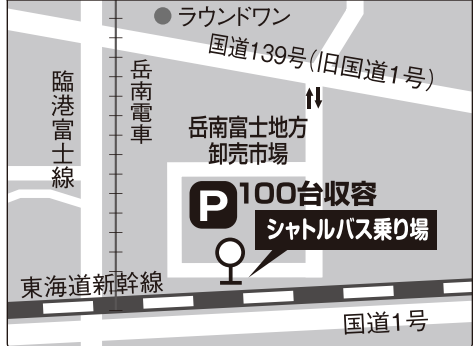 ラウンドワン
国道139号(旧国道1号)
臨港富士線
岳南電車
岳南富士地方
卸売市場
P 100台収容
シャトルバス乗り場
東海道新幹線
国道1号